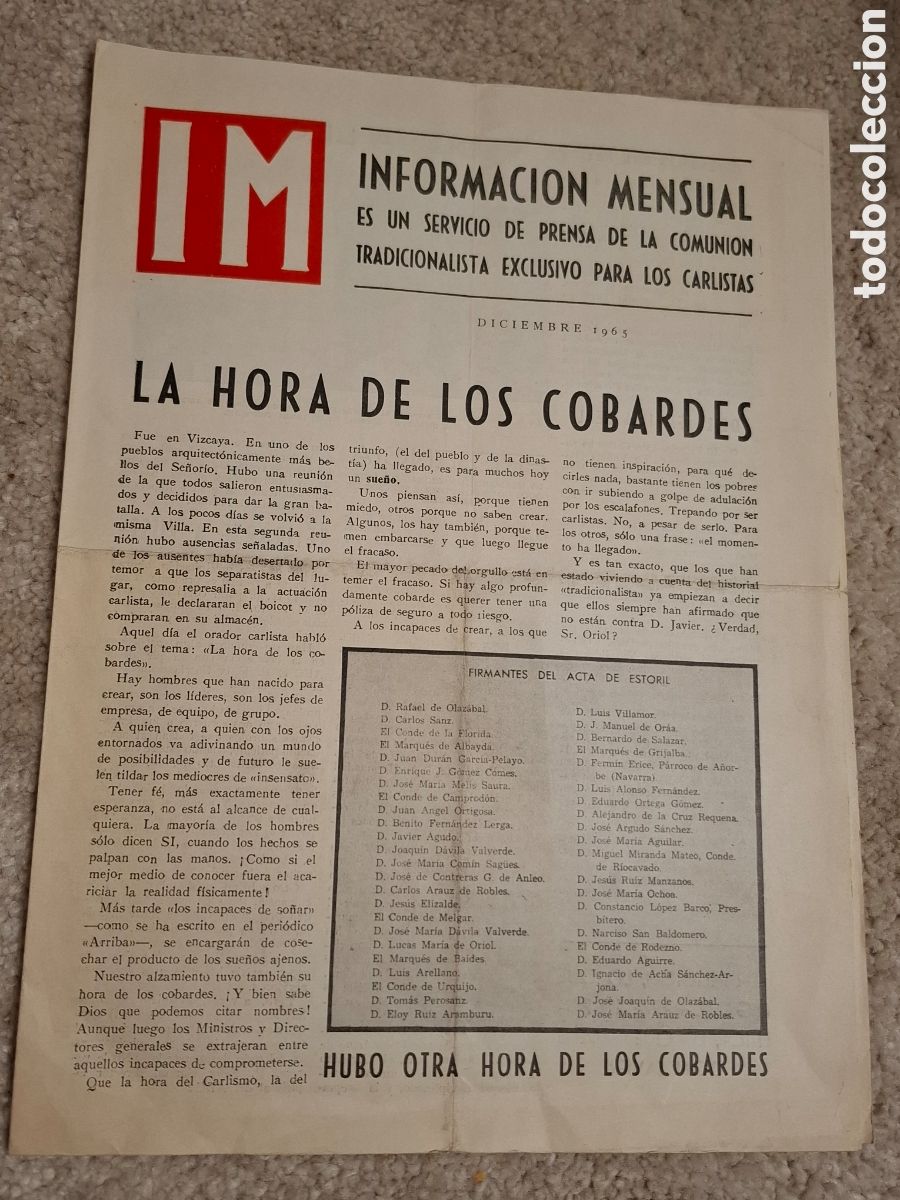 IM
INFORMACION MENSUAL
ES UN SERVICIO DE PRENSA DE LA COMUNION
TRADICIONALISTA EXCLUSIVO PARA LOS CARLISTAS
DICIEMBRE 1965
LA HORA DE LOS COBARDES
Fue en Vizcaya. En uno de los
pueblos arquitectónicamente más be-
llos del Señorío. Hubo una reunión
de la que todos salieron entusiasma-
dos y decididos para dar la gran ba-
talla. A los pocos días se volvió a la
misma Villa. En esta segunda reu-
nión hubo ausencias señaladas. Uno
de los ausentes había desertado por
temor a que los separatistas del lu-
gar, como represalia a la actuación
carlista, le declararan el boicot y no
compraran en su almacén.
Aquel día el orador carlista habló
sobre el tema: «La hora de los co-
bardes».
Hay hombres que han nacido para
crear, son los líderes, son los jefes de
empresa, de equipo, de grupo.
A quien crea, a quien con los ojos
entornados va adivinando un mundo
de posibilidades y de futuro le sue-
len tildar los mediocres de «insensato».
Tener fé, más exactamente tener
esperanza, no está al alcance de cual-
quiera. La mayoría de los hombres
sólo dicen SI, cuando los hechos se
palpan con las manos. ¡Como si el
mejor medio de conocer fuera el aca-
riciar la realidad físicamente!
Más tarde «los incapaces de soñar»
—como se ha escrito en el periódico
«Arriba»—, se encargarán de cose-
char el producto de los sueños ajenos.
Nuestro alzamiento tuvo también su
hora de los cobardes. ¡Y bien sabe
Dios que podemos citar nombres!
Aunque luego los Ministros y Direc-
tores generales se extrajeran entre
aquellos incapaces de comprometerse.
Que la hora del Carlismo, la del
triunfo, (el del pueblo y de la dinas-
tía) ha llegado, es para muchos hoy
un sueño.
Unos piensan así, porque tienen
miedo, otros porque no saben crear.
Algunos, los hay también, porque te-
men embarcarse y que luego llegue
el fracaso.
El mayor pecado del orgullo está en
temer el fracaso. Si hay algo profun-
damente cobarde es querer tener una
póliza de seguro a todo riesgo.
A los incapaces de crear, a los que
no tienen inspiración, para qué de-
cirles nada, bastante tienen los pobres
con ir subiendo a golpe de adulación
por los escalafones. Trepando por ser
carlistas. No, a pesar de serlo. Para
los otros, sólo una frase: «el momen-
to ha llegado».
Y es tan exacto, que los que han
estado viviendo a cuenta del historial
«tradicionalista» ya empiezan a decir
que ellos siempre han afirmado que
no están contra D. Javier. ¿Verdad,
Sr. Oriol?
FIRMANTES DEL ACTA DE ESTORIL
D. Rafael de Olazábal.
D. Carlos Sanz.
El Conde de la Florida.
El Marqués de Albayda.
D. Juan Durán García-Pelayo.
D. Enrique J. Gómez Comes.
D. José María Melis Saura.
El Conde de Camprodón.
D. Juan Angel Ortigosa.
D. Benito Fernández Lerga.
D. Javier Agudo.
D. Joaquín Dávila Valverde.
D. José María Comín Sagües.
D. José de Contreras G. de Anleo.
D. Carlos Arauz de Robles.
D. Jesús Elizalde.
El Conde de Melgar.
D. José María Dávila Valverde.
D. Lucas María de Oriol.
El Marqués de Baides.
D. Luis Arellano.
El Conde de Urquijo.
D. Tomás Perosanz.
D. Eloy Ruiz Aramburu.
D. Luis Villamor.
D. J. Manuel de Oráa.
D. Bernardo de Salazar.
El Marqués de Grijalba.
D. Fermín Erice, Párroco de Añor-
be (Navarra)
D. Luis Alonso Fernández.
D. Eduardo Ortega Gómez.
D. Alejandro de la Cruz Requena.
D. José Argudo Sánchez.
D. José María Aguilar.
D. Miguel Miranda Mateo, Conde
de Riocavado.
D. Jesús Ruiz Manzanos.
D. José María Ochoa.
D. Constancio López Barco, Pres-
bítero.
D. Narciso San Baldomero.
El Conde de Rodezno.
D. Eduardo Aguirre.
D. Ignacio de Actia Sánchez-Ar-
jona.
D. José Joaquín de Olazábal.
D. José María Arauz de Robles.
HUBO OTRA HORA DE LOS COBARDES
todocoleccion